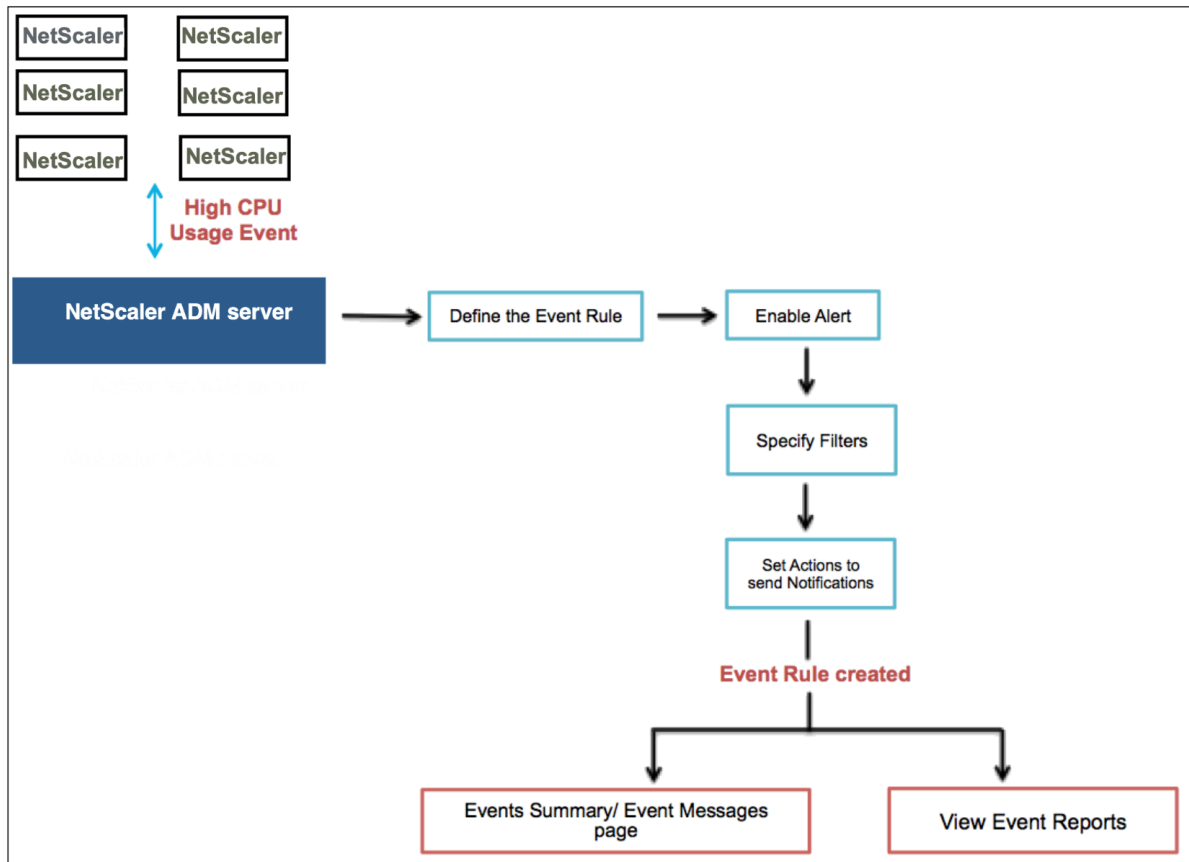 NetScaler
NetScaler
NetScaler
NetScaler
NetScaler
NetScaler
High CPU
Usage Event
NetScaler ADM server
Define the Event Rule
Enable Alert
Specify Filters
Set Actions to
send Notifications
Event Rule created
Events Summary/ Event Messages
page
View Event Reports